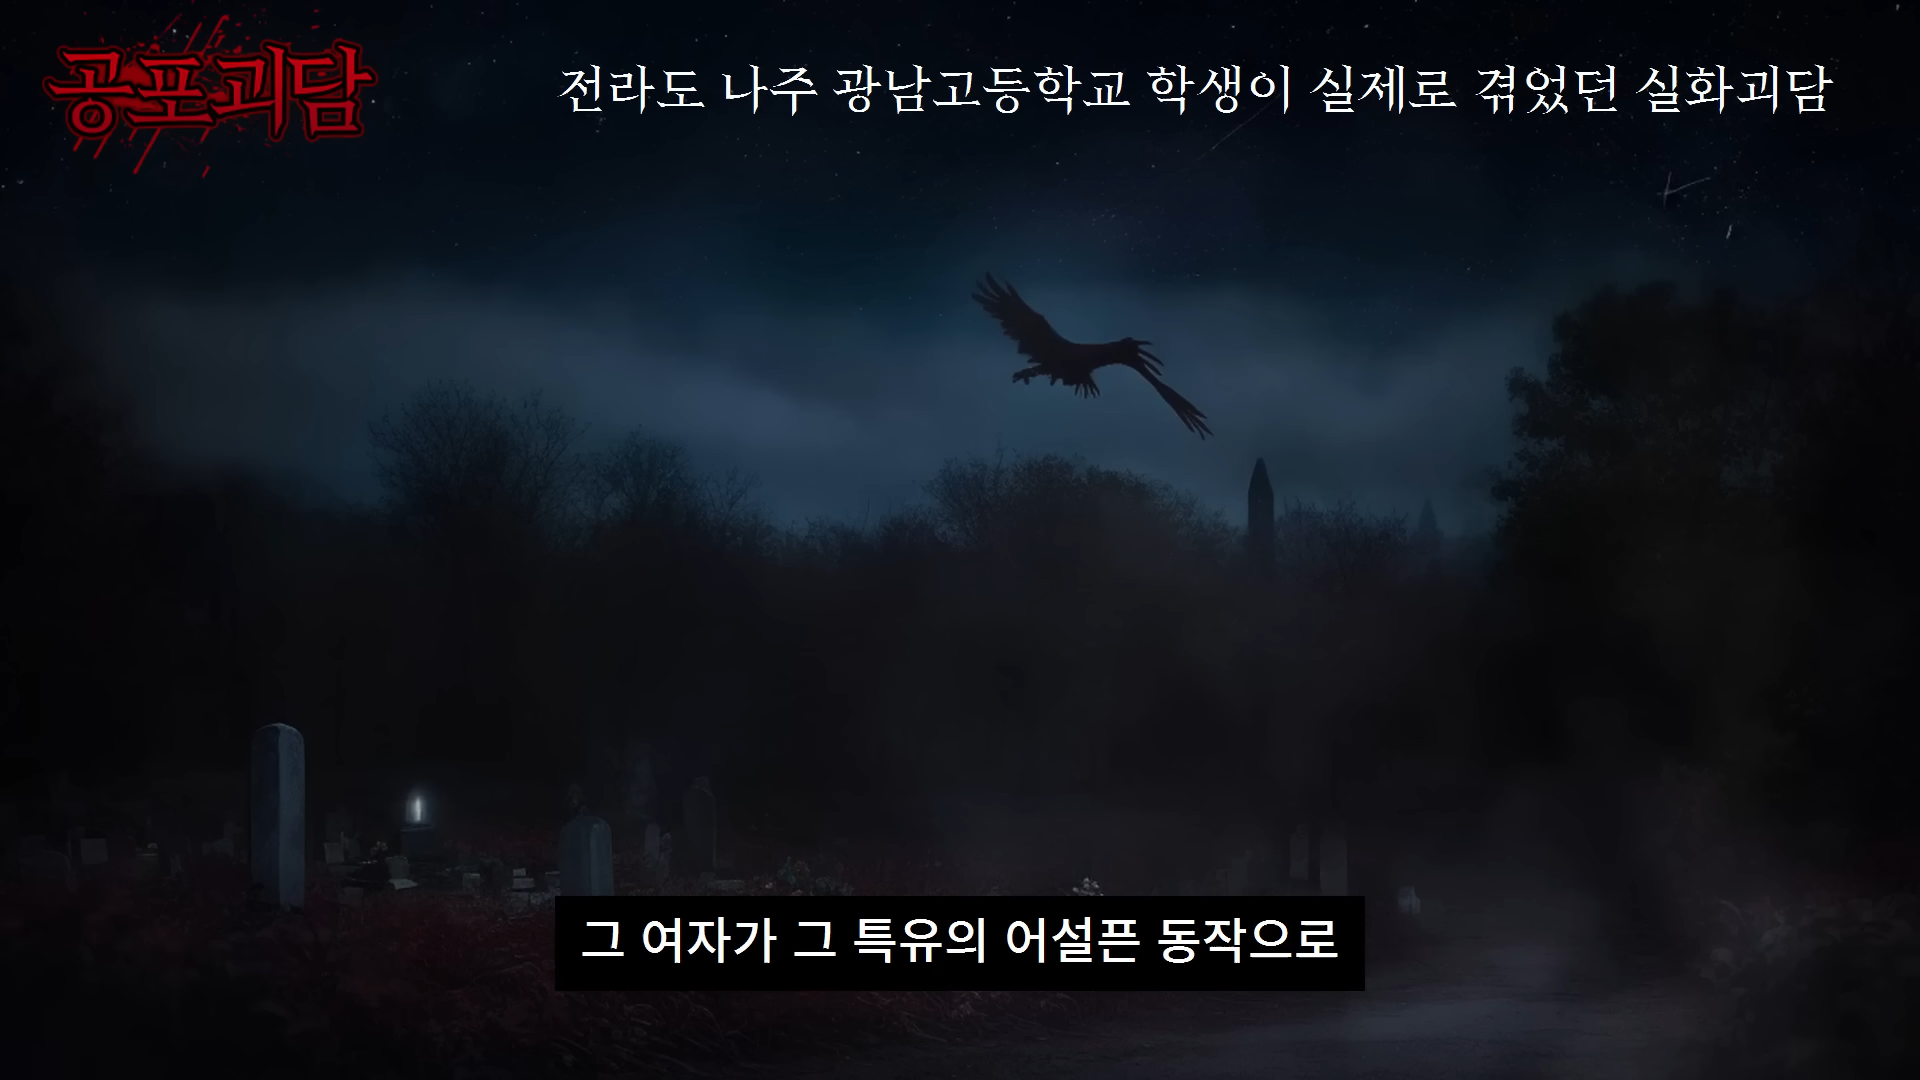 공포괴담
전라도 나주 광남고등학교 학생이 실제로 겪었던 실화괴담
그 여자가 그 특유의 어설픈 동작으로